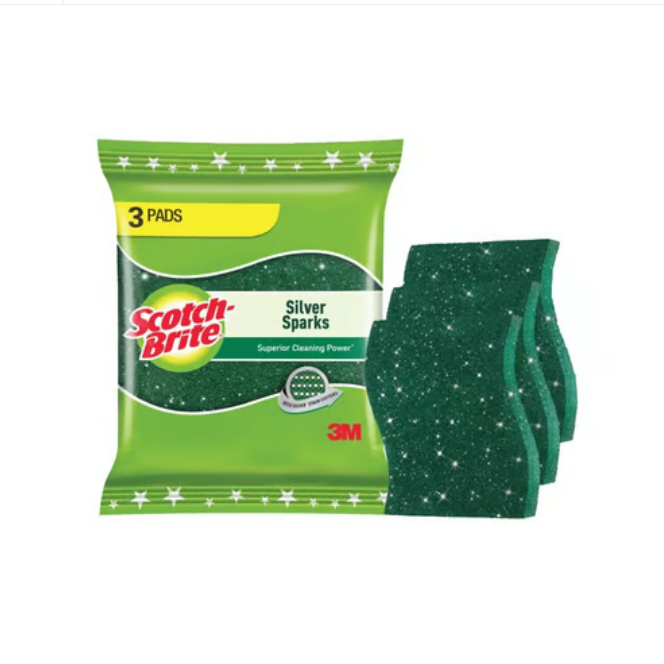 3 PADS
Scotch-
Brite
Silver
Sparks
Superior Cleaning Power*
3M